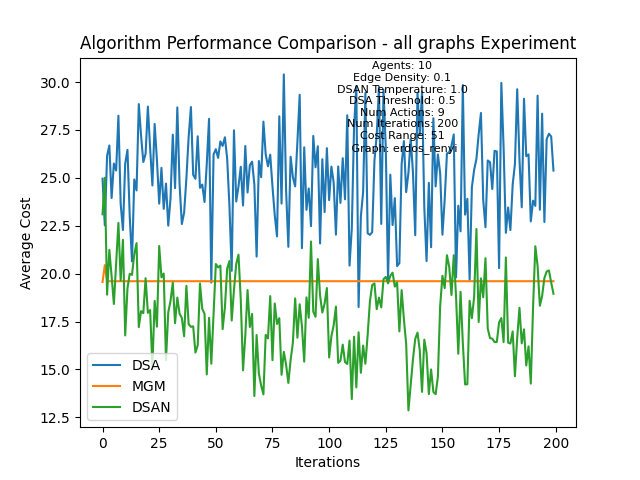 Algorithm Performance Comparison - all graphs Experiment
Agents: 10
Edge Density: 0.1
DSAN Temperature: 1.0
DSA Threshold: 0.5
Num Actions: 9
Num Iterations: 200
Cost Range: 51
Graph: erdos_renyi
30.0
27.5
25.0
22.5
20.0
17.5
15.0
12.5
Average Cost
DSA
MGM
DSAN
0 25 50 75 100 125 150 175 200
Iterations